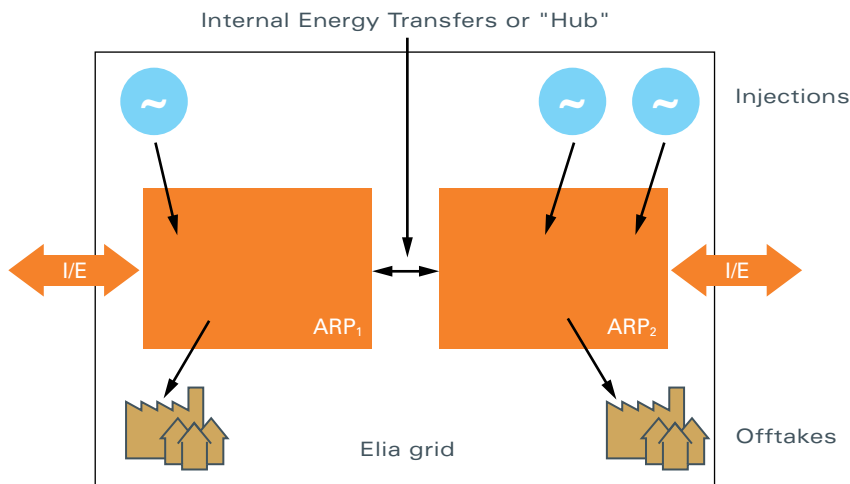 Internal Energy Transfers or "Hub"
~
~
~
Injections
I/E
I/E
ARP₁
ARP₂
Elia grid
Offtakes